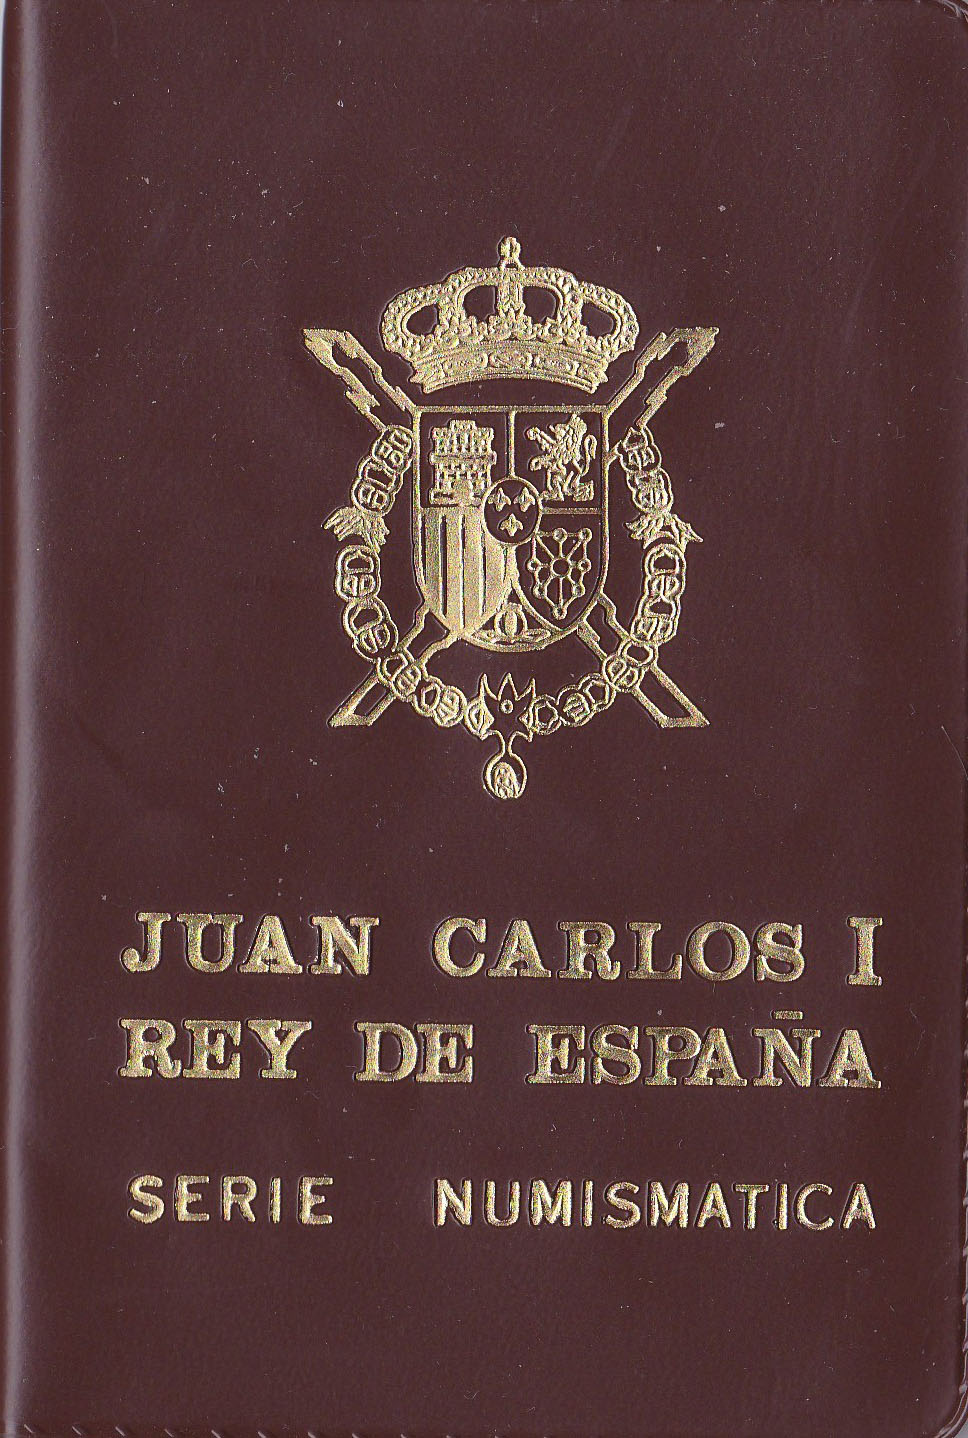 JUAN CARLOS I
REY DE ESPAÑA
SERIE NUMISMATICA